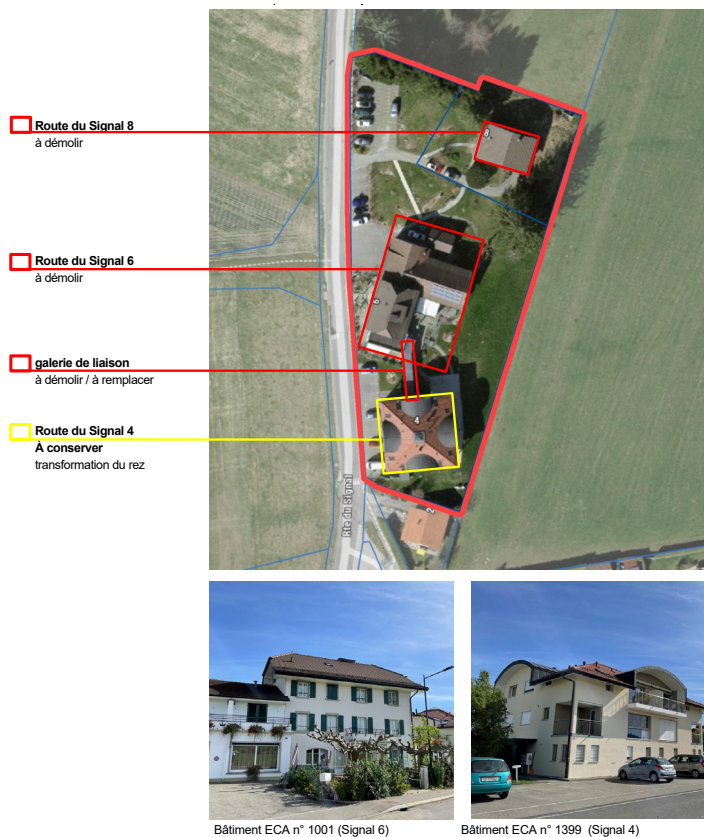 Route du Signal 8
à démolir
8
Route du Signal 6
à démolir
6
galerie de liaison
à démolir / à remplacer
4
Route du Signal 4
À conserver
transformation du rez
Rte du Signal
2
Bâtiment ECA n° 1001 (Signal 6)
Bâtiment ECA n° 1399 (Signal 4)